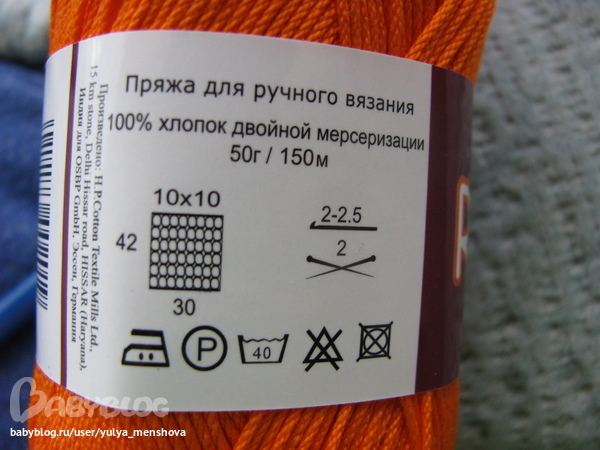 Пряжа для ручного вязания
100% хлопок двойной мерсеризации
50г / 150м
10x10
42
30
2-2.5
2
P
40
Произведено: H.P.Cotton Textile Mills Ltd.,
15 km stone, Delhi Hissar road, HISSAR (Haryana),
Индия для OSBP GmbH, Эссен, Германия
R
BABYBLOG
babyblog.ru/user/yulya_menshova